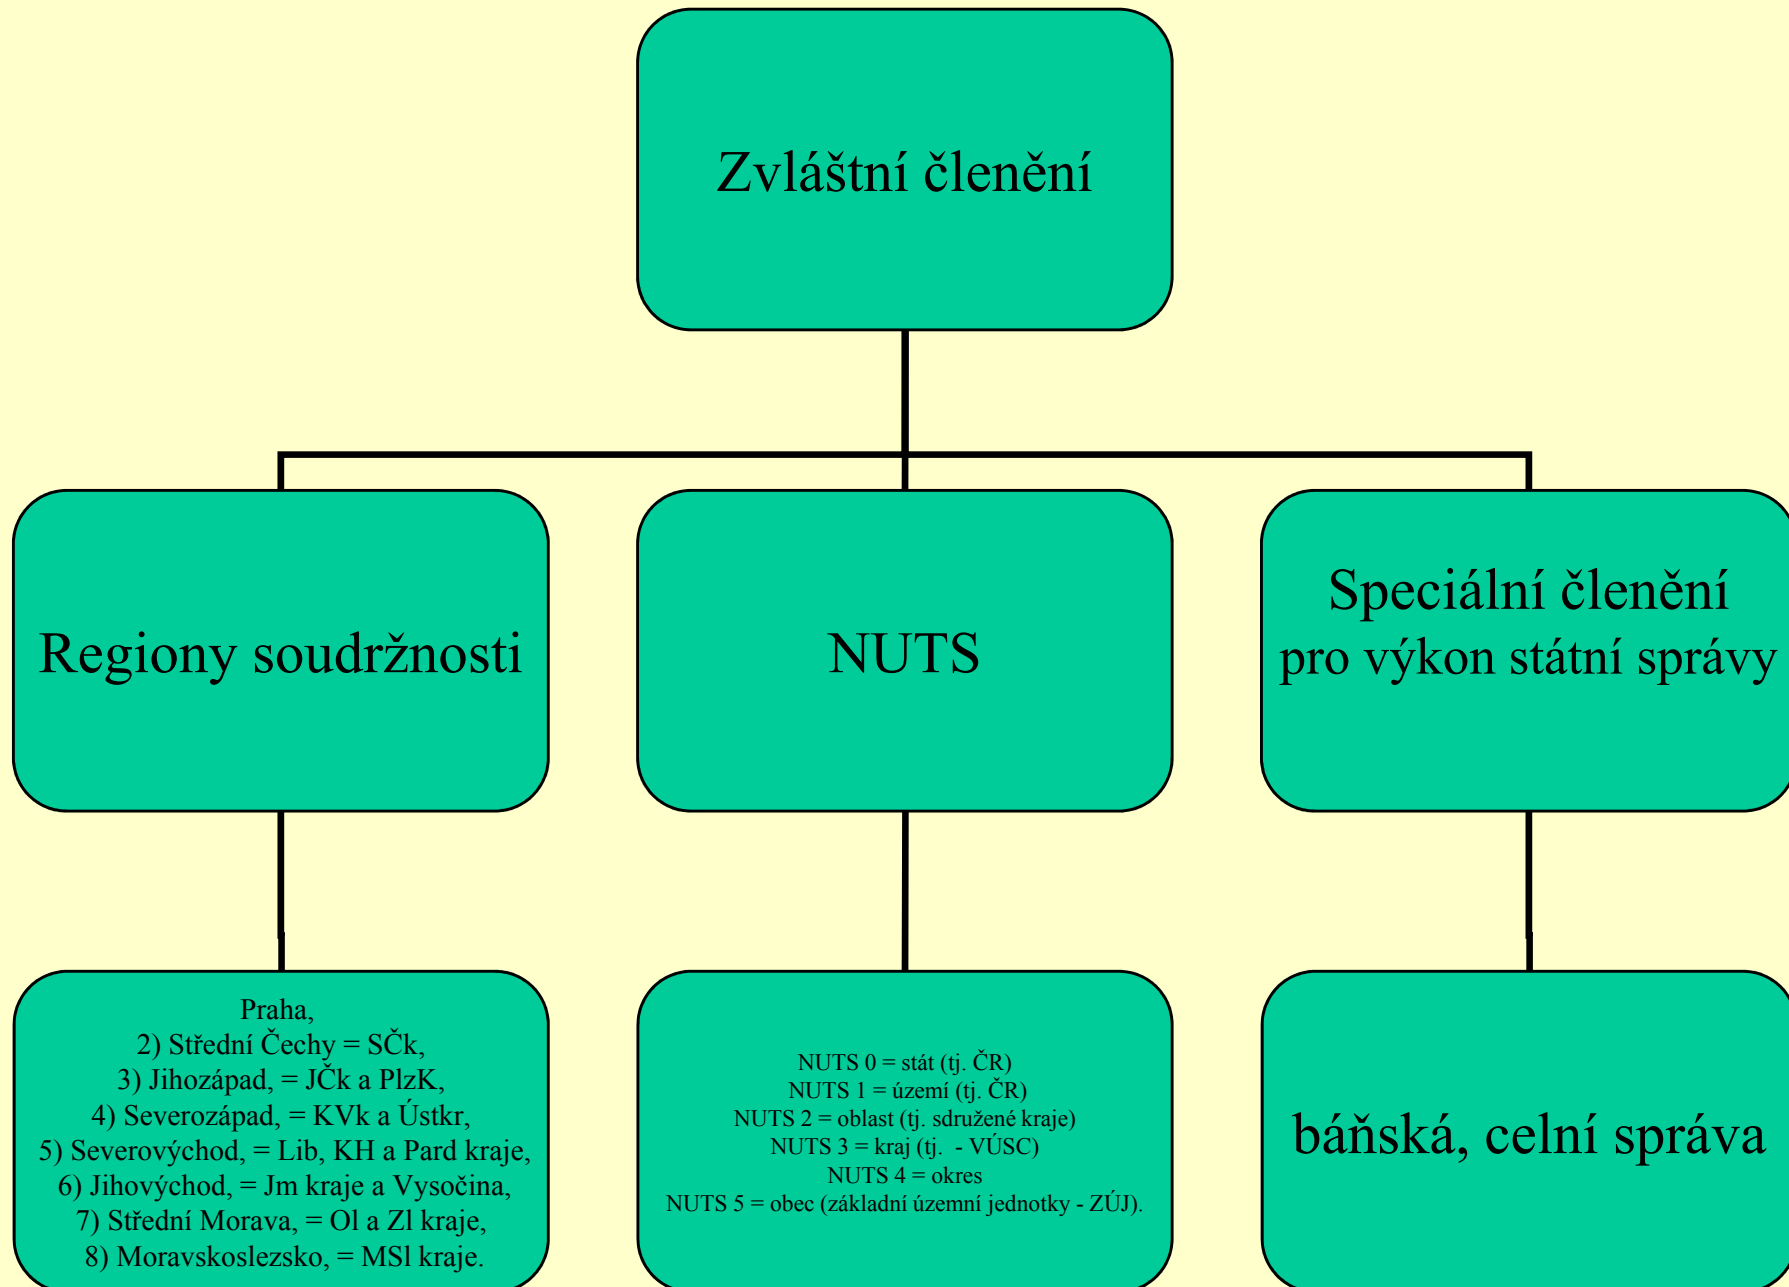 Zvláštní členění
Regiony soudržnosti
NUTS
Speciální členění
pro výkon státní správy
Praha,
2) Střední Čechy = SČk,
3) Jihozápad, = JČk a PlzK,
4) Severozápad, = KVk a Ústkr,
5) Severovýchod, = Lib, KH a Pard kraje,
6) Jihovýchod, = Jm kraje a Vysočina,
7) Střední Morava, = Ol a Zl kraje,
8) Moravskoslezsko, = MSl kraje.
NUTS 0 = stát (tj. ČR)
NUTS 1 = území (tj. ČR)
NUTS 2 = oblast (tj. sdružené kraje)
NUTS 3 = kraj (tj.  - VÚSC)
NUTS 4 = okres
NUTS 5 = obec (základní územní jednotky - ZÚJ).
báňská, celní správa